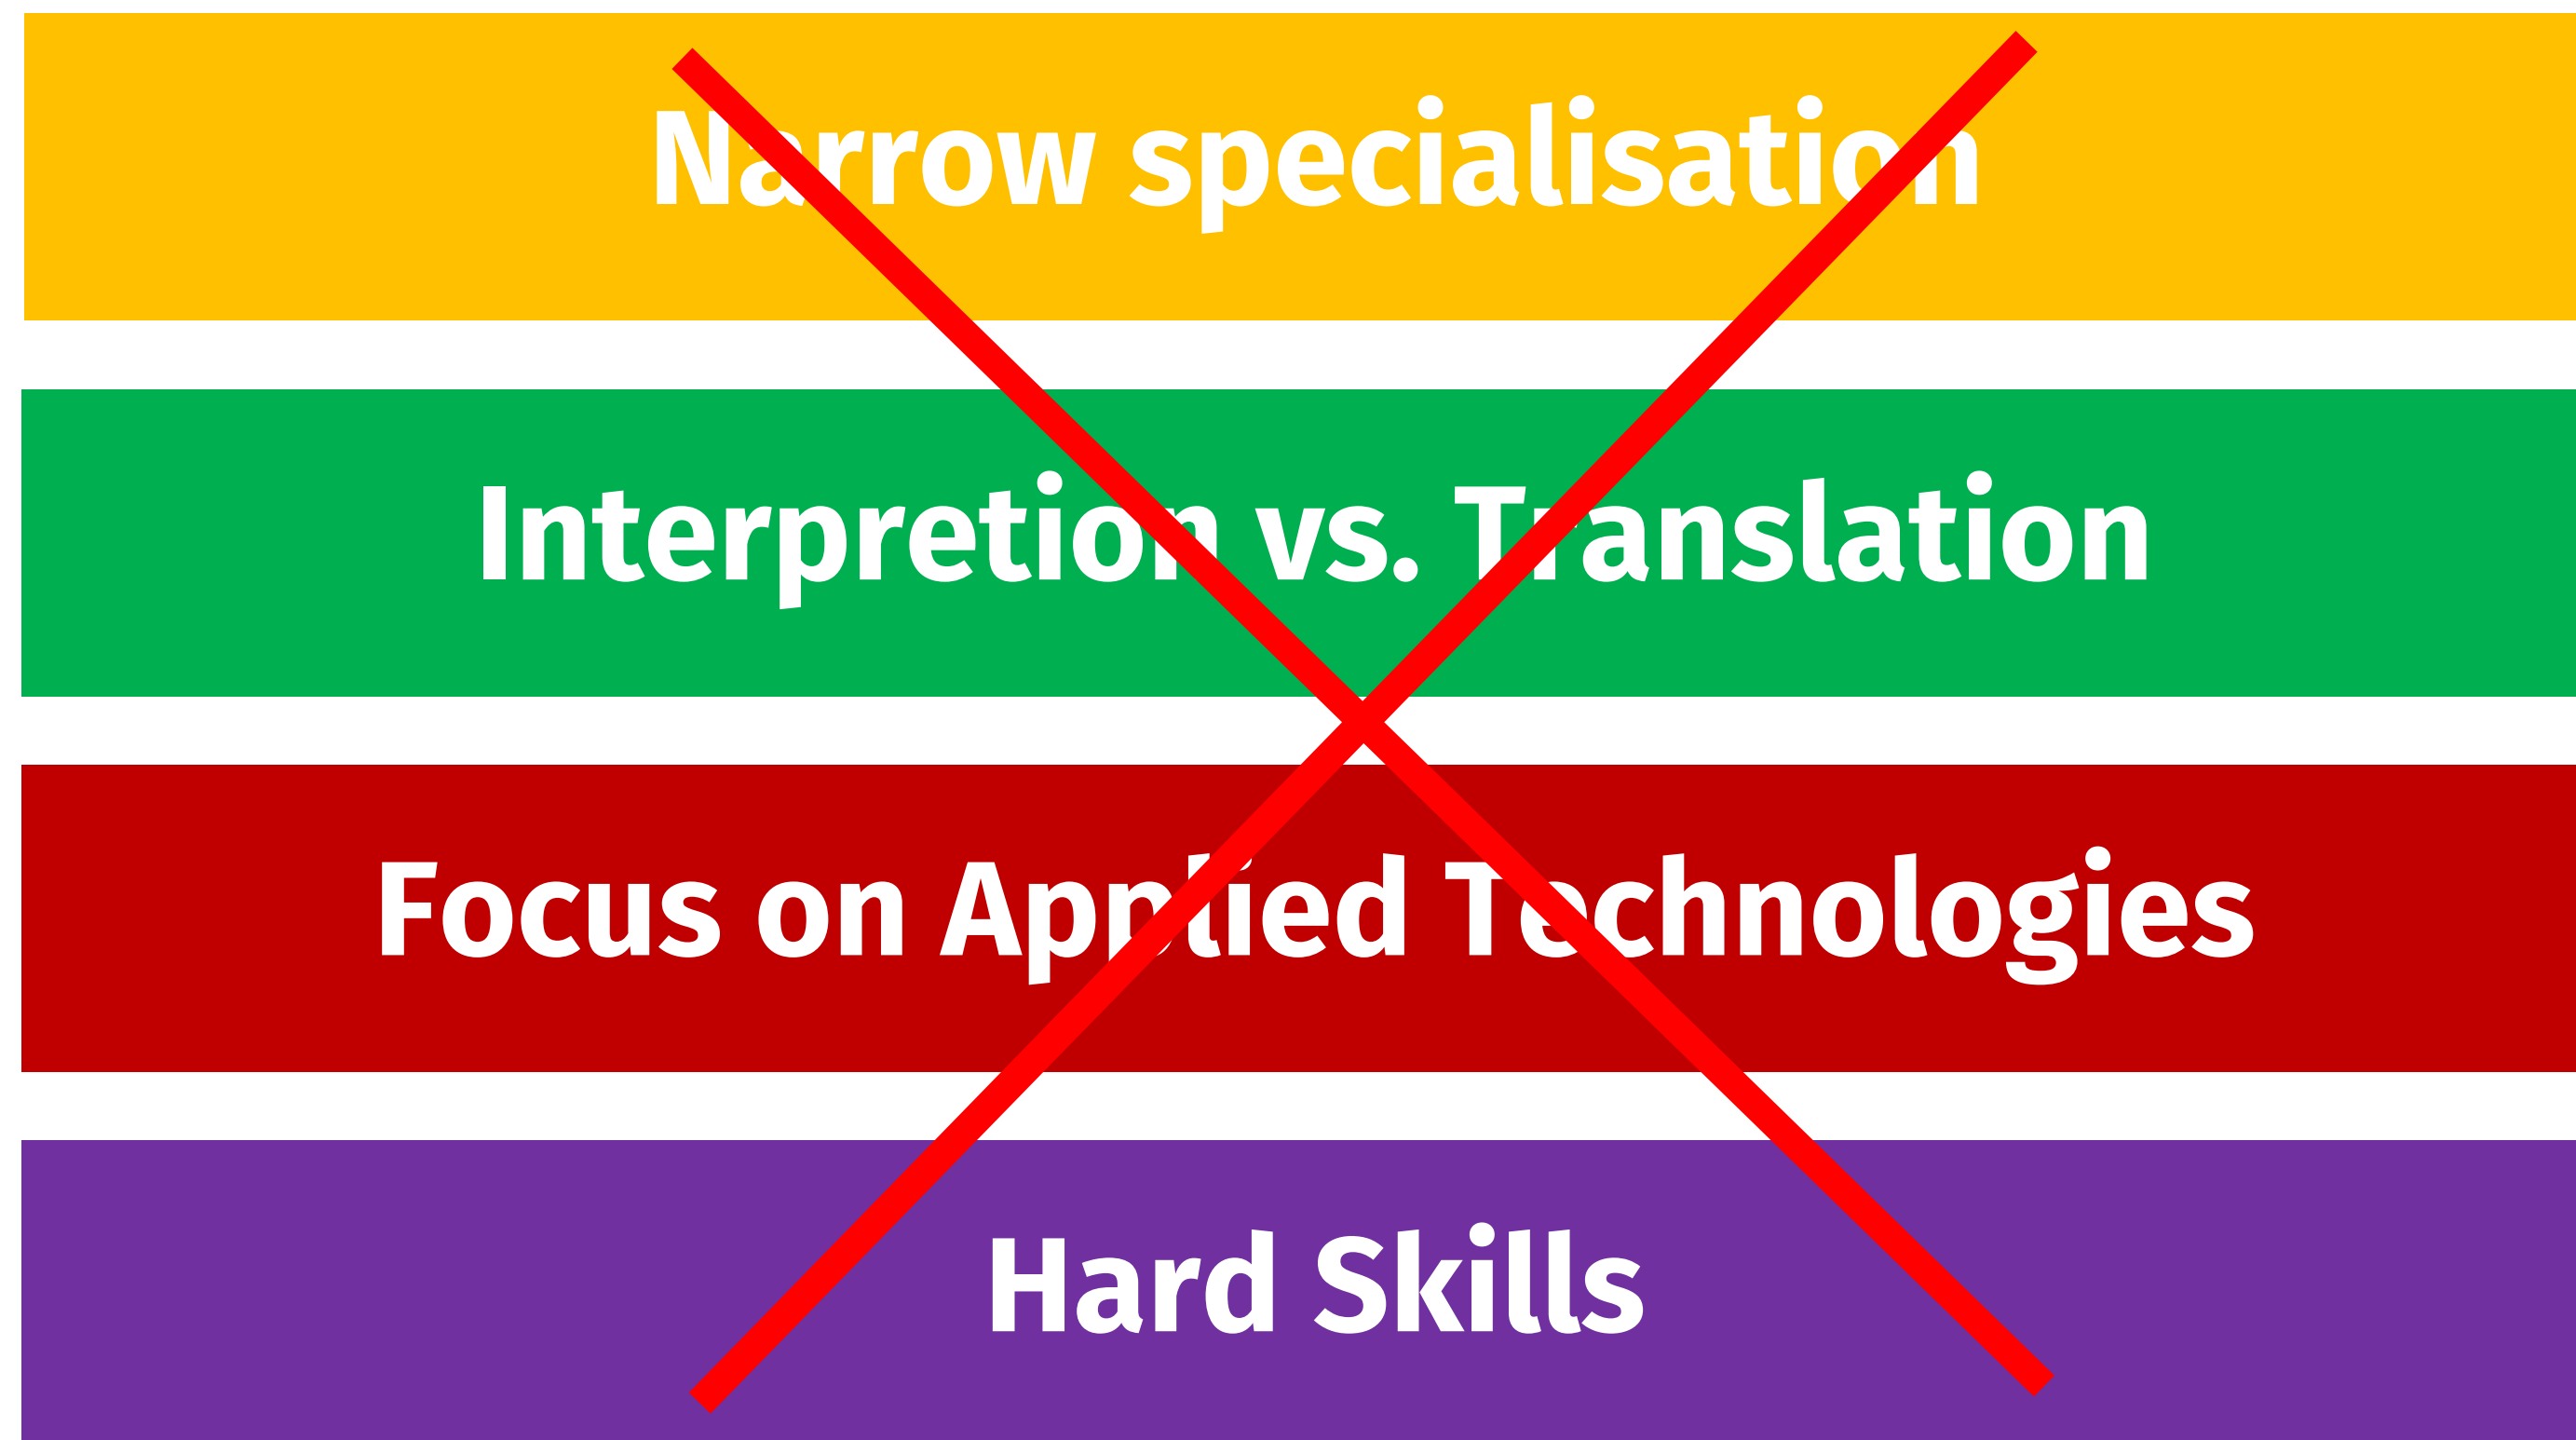 Narrow specialisation
Interpretion vs. Translation
Focus on Applied Technologies
Hard Skills